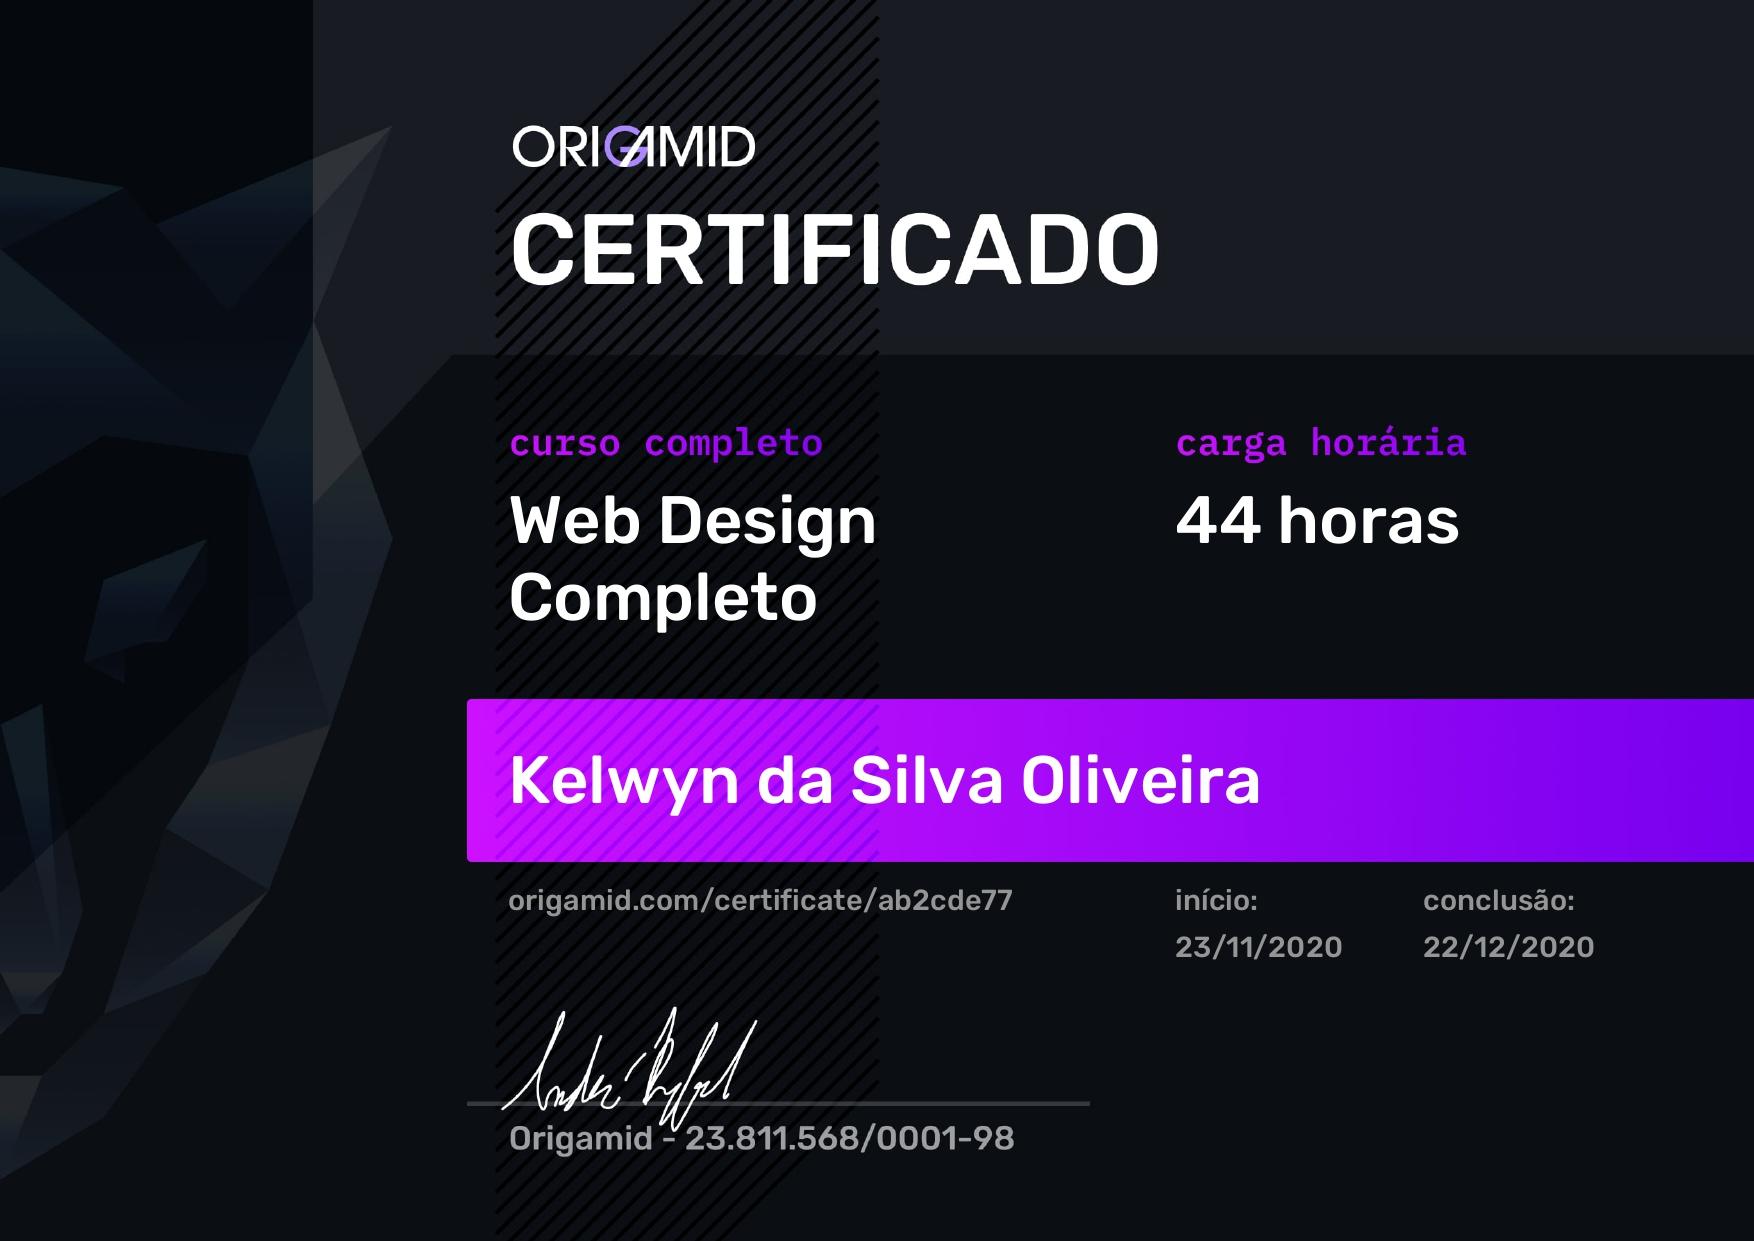 ORIGAMID
CERTIFICADO
curso completo
Web Design
Completo
carga horária
44 horas
Kelwyn da Silva Oliveira
origamid.com/certificate/ab2cde77
início:
23/11/2020
conclusão:
22/12/2020
Origamid - 23.811.568/0001-98